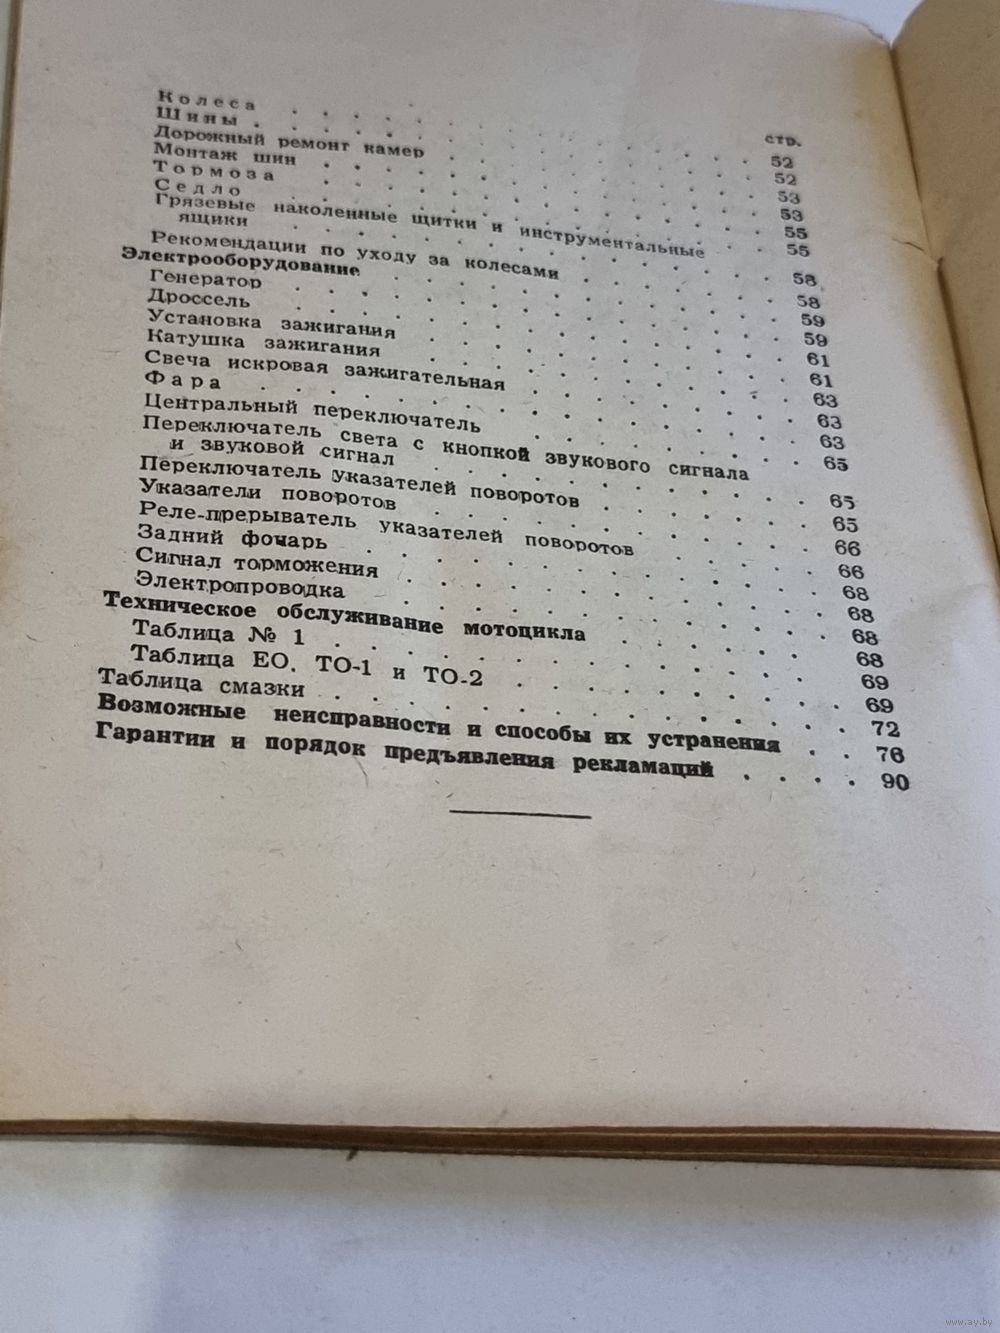 стр.
Колеса . . . . . . . . . . . 52
Шины . . . . . . . . . . . 52
Дорожный ремонт камер . . . . . . . 53
Монтаж шин . . . . . . . . . . 53
Тормоза . . . . . . . . . . 55
Седло . . . . . . . . . . . 55
Грязевые наколенные щитки и инструментальные
ящики . . . . . . . . . . . 58
Рекомендации по уходу за колесами . . . . . 58
Электрооборудование . . . . . . . . . 59
Генератор . . . . . . . . . . 59
Дроссель . . . . . . . . . . 61
Установка зажигания . . . . . . . . 61
Катушка зажигания . . . . . . . . 63
Свеча искровая зажигательная . . . . . . 63
Фара . . . . . . . . . . . 63
Центральный переключатель . . . . . . 65
Переключатель света с кнопкой звукового сигнала
и звуковой сигнал . . . . . . . . 65
Переключатель указателей поворотов . . . . 65
Указатели поворотов . . . . . . . . 66
Реле-прерыватель указателей поворотов . . . 66
Задний фонарь . . . . . . . . . 68
Сигнал торможения . . . . . . . . 68
Электропроводка . . . . . . . . 68
Техническое обслуживание мотоцикла . . . . 68
Таблица № 1 . . . . . . . . . 69
Таблица ЕО. ТО-1 и ТО-2 . . . . . . 69
Таблица смазки . . . . . . . . . 72
Возможные неисправности и способы их устранения . . 76
Гарантии и порядок предъявления рекламаций . . . . 90
www.ay.by